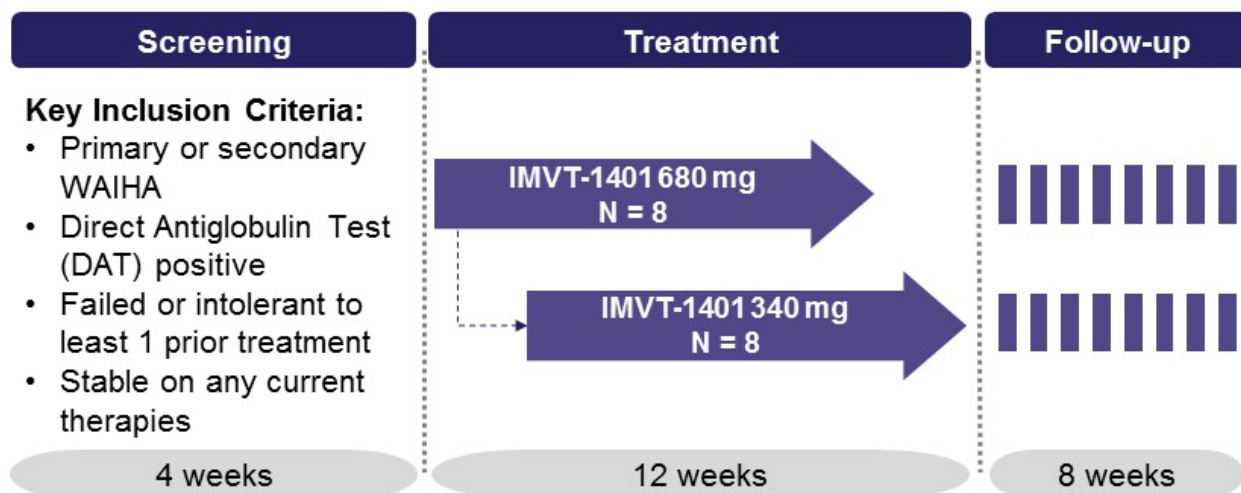 Screening
Treatment
Follow-up
Key Inclusion Criteria:
• Primary or secondary
WAIHA
• Direct Antiglobulin Test
(DAT) positive
• Failed or intolerant to
least 1 prior treatment
• Stable on any current
therapies
IMVT-1401 680 mg
N = 8
IMVT-1401 340 mg
N = 8
4 weeks
12 weeks
8 weeks